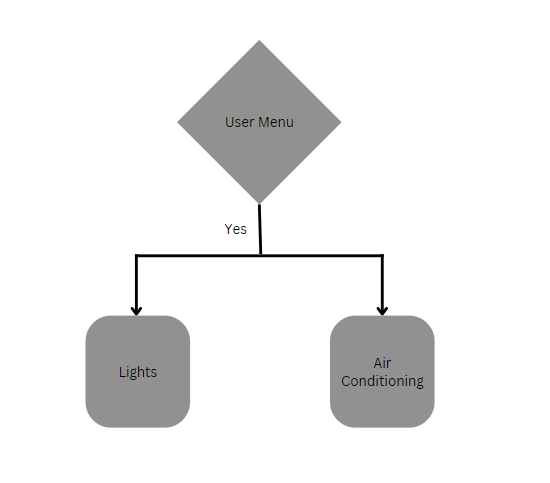 User Menu
Yes
Lights
Air
Conditioning